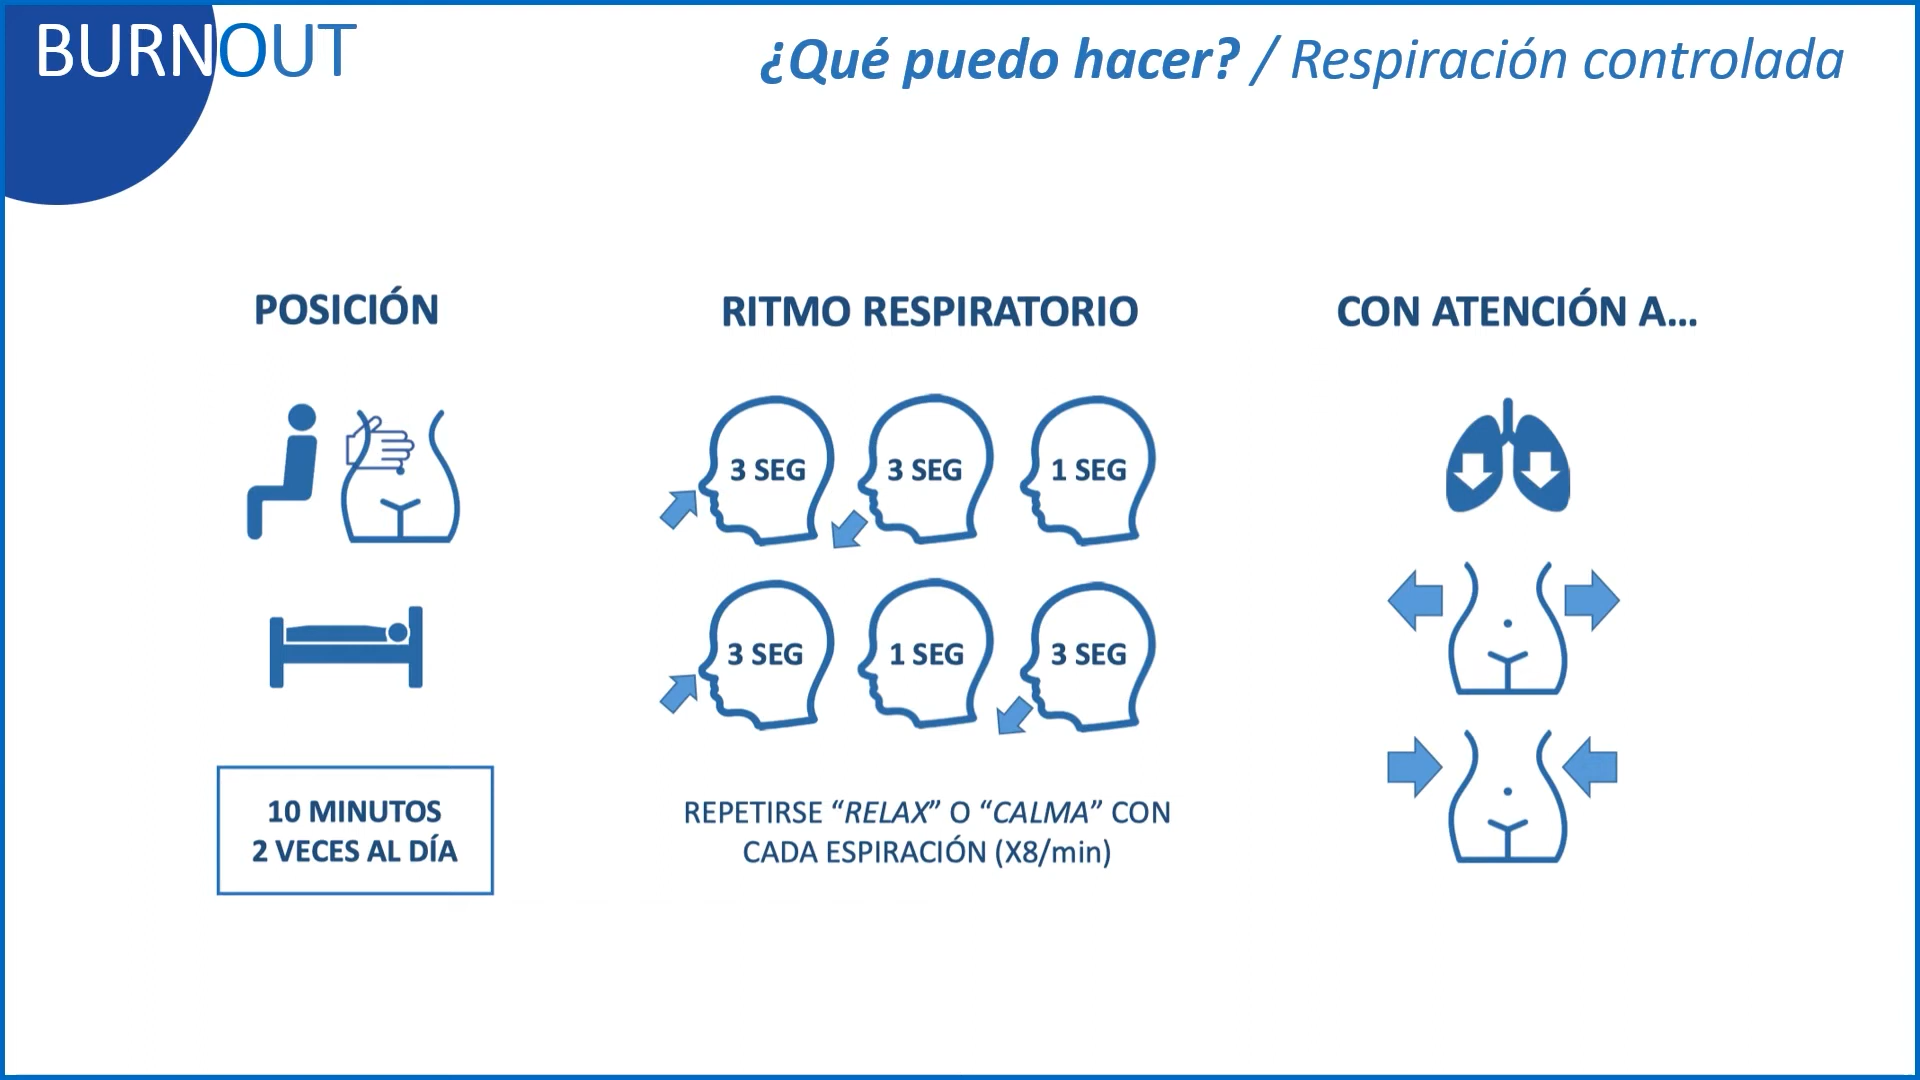 BURNOUT
¿Qué puedo hacer? / Respiración controlada
POSICIÓN
10 MINUTOS
2 VECES AL DÍA
RITMO RESPIRATORIO
3 SEG
3 SEG
1 SEG
3 SEG
1 SEG
3 SEG
REPETIRSE “RELAX” O “CALMA” CON
CADA ESPIRACIÓN (X8/min)
CON ATENCIÓN A...